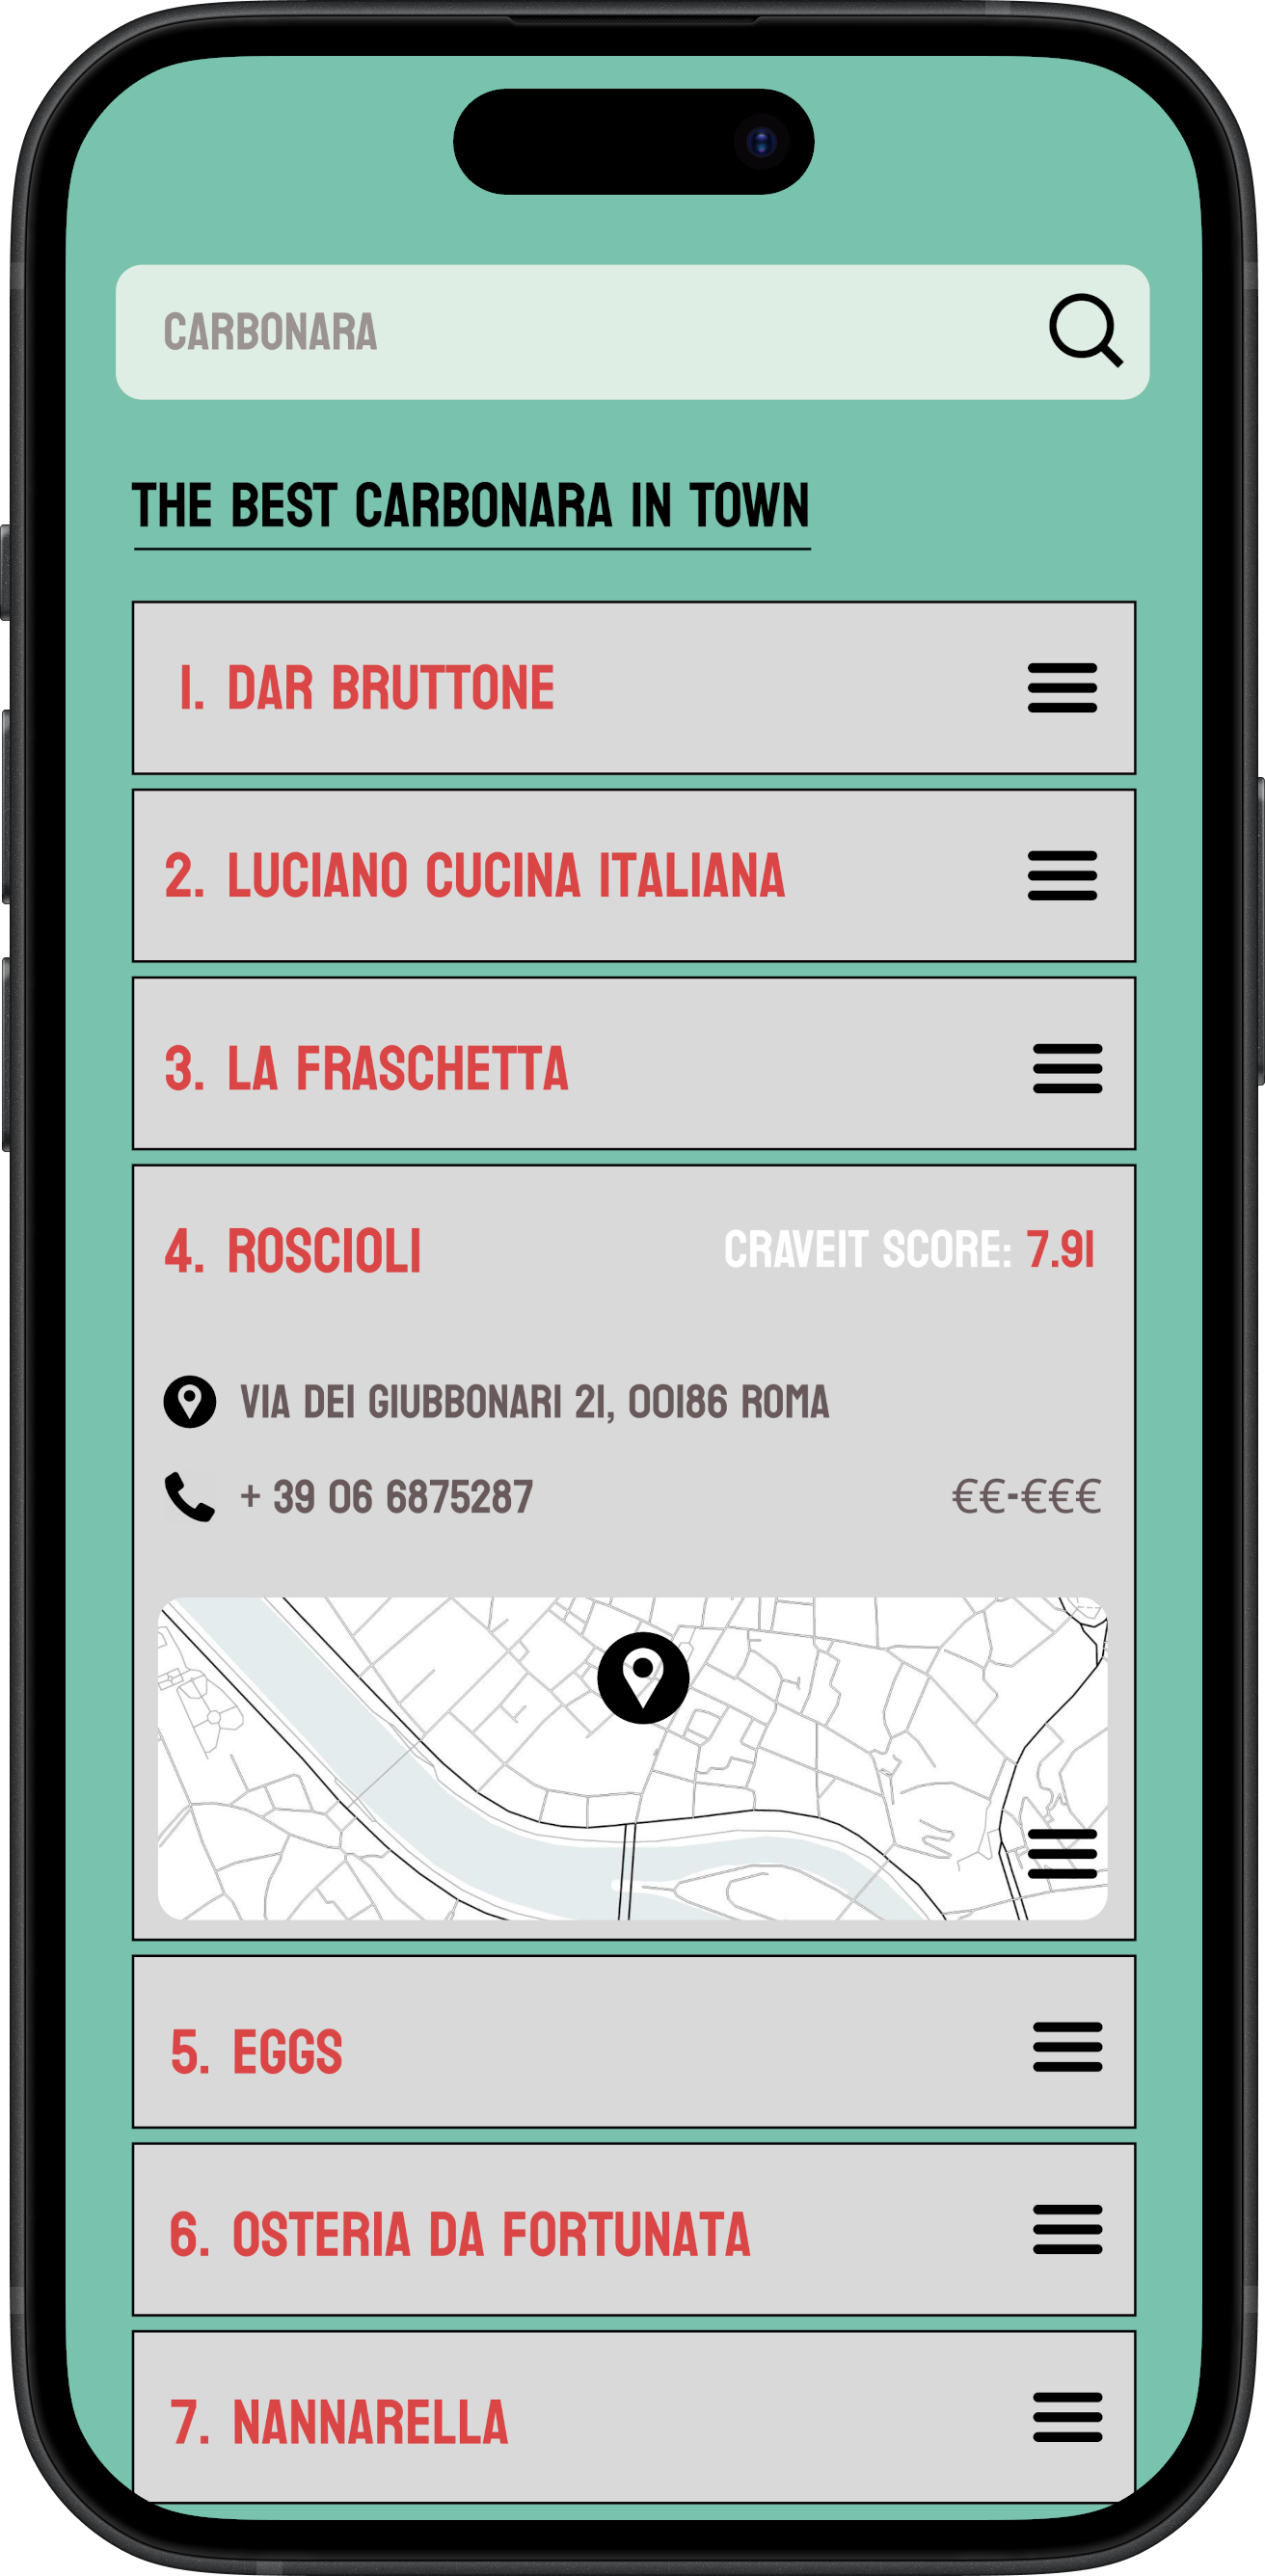 CARBONARA
THE BEST CARBONARA IN TOWN
1. DAR BRUTTONE
2. LUCIANO CUCINA ITALIANA
3. LA FRASCHETTA
4. ROSCIOLI
CRAVEIT SCORE: 7.91
VIA DEI GIUBBONARI 21, 00186 ROMA
+ 39 06 6875287
€€-€€€
5. EGGS
6. OSTERIA DA FORTUNATA
7. NANNARELLA